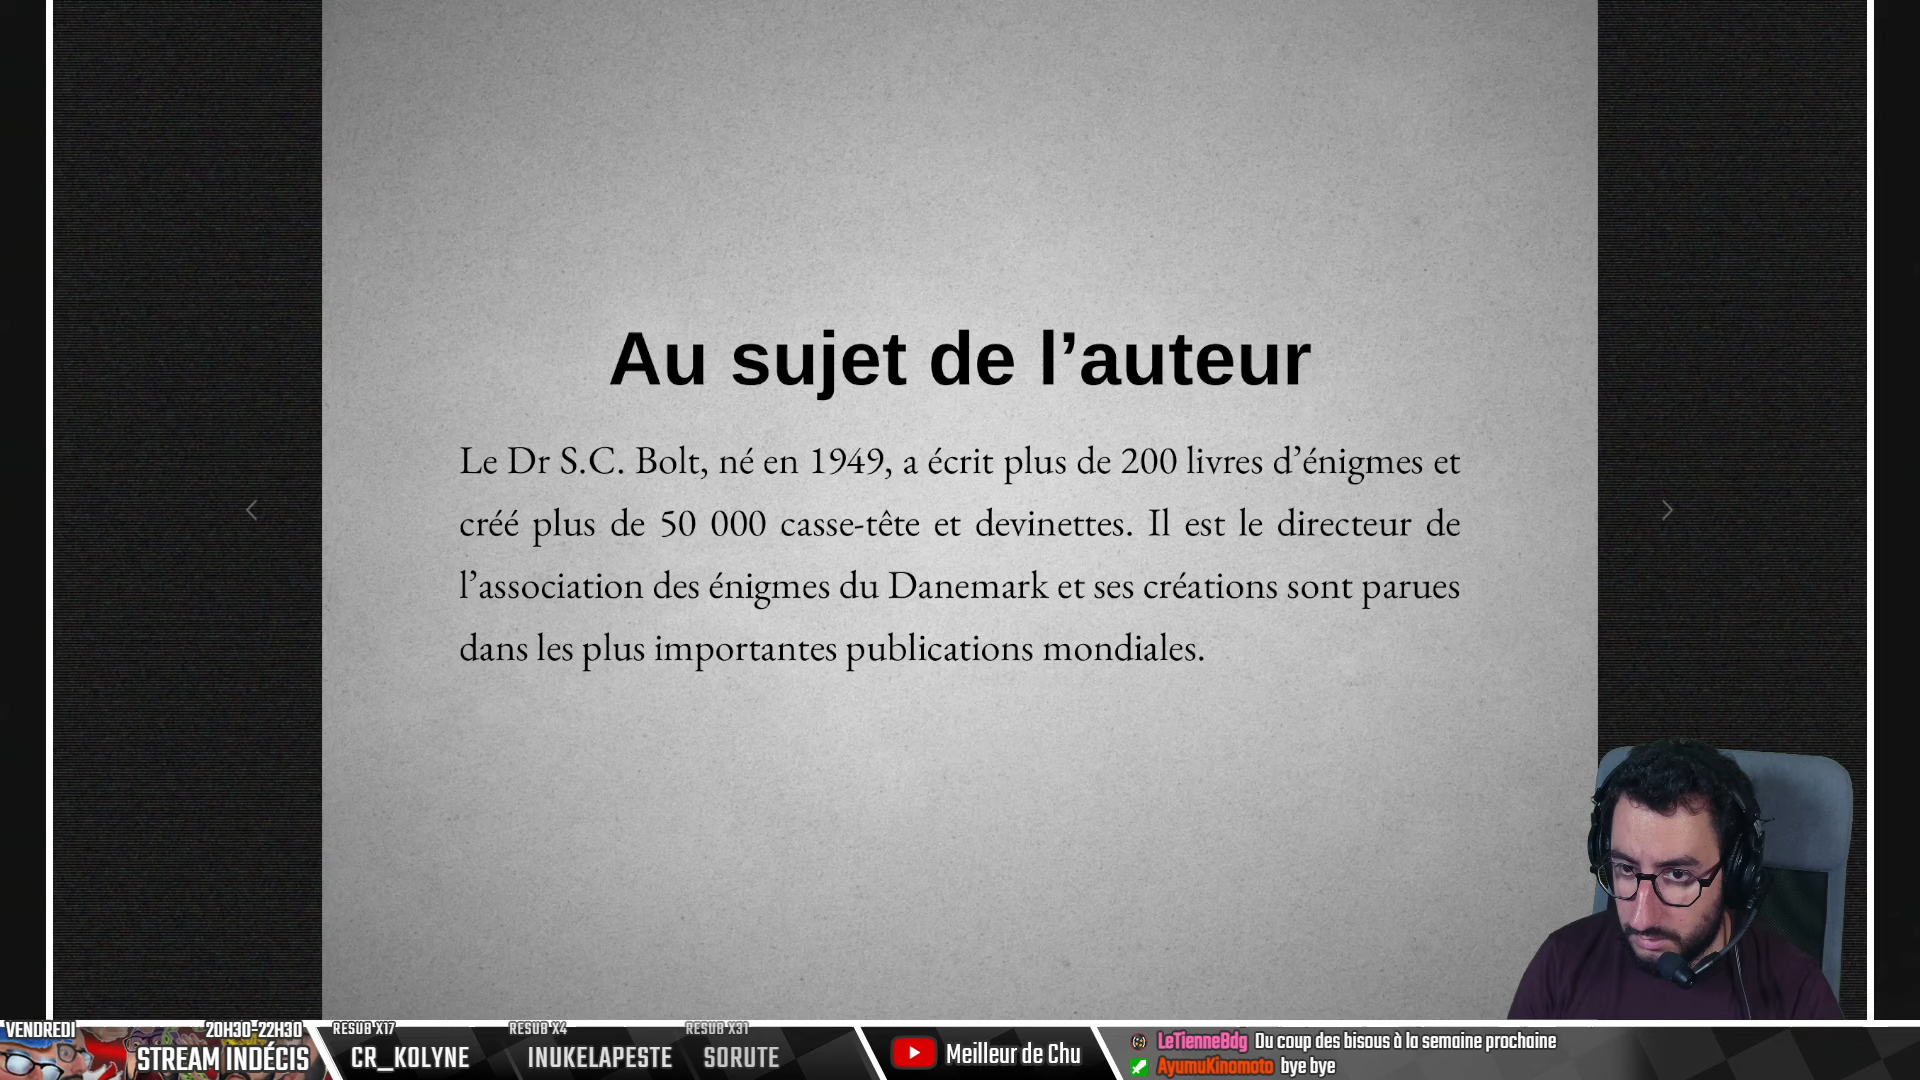 Au sujet de l’auteur
Le Dr S.C. Bolt, né en 1949, a écrit plus de 200 livres d’énigmes et
créé plus de 50 000 casse-tête et devinettes. Il est le directeur de
l’association des énigmes du Danemark et ses créations sont parues
dans les plus importantes publications mondiales.
VENDREDI 20H30-22H30
STREAM INDÉCIS
RESUB X17
CR_KOLYNE
RESUB X4
INUKELAPESTE
RESUB X31
SORUTE
Meilleur de Chu
LeTienneBdg Du coup des bisous à la semaine prochaine
AyumuKinomoto bye bye